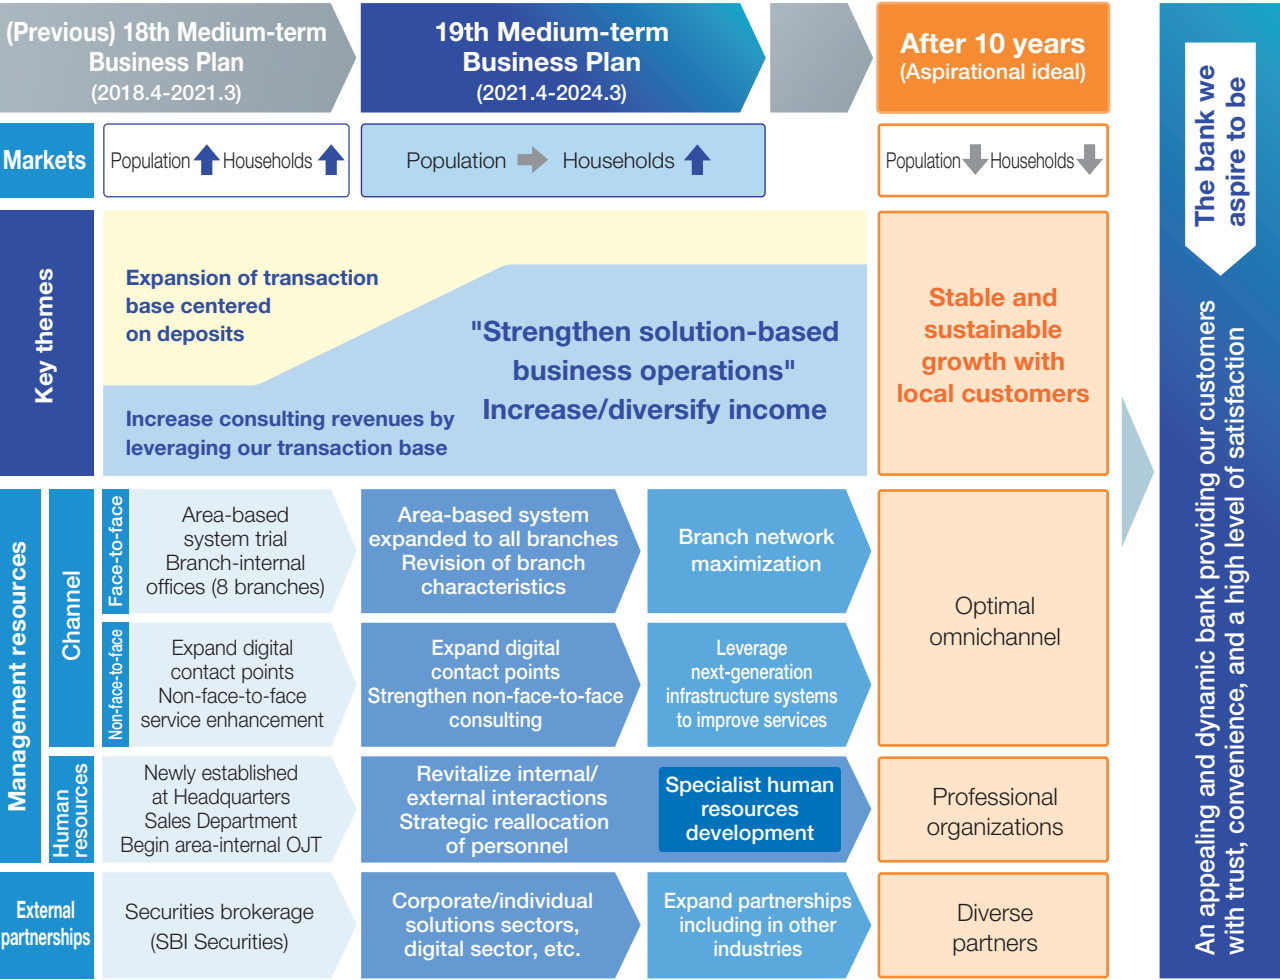 (Previous) 18th Medium-term
Business Plan
(2018.4-2021.3)
19th Medium-term
Business Plan
(2021.4-2024.3)
After 10 years
(Aspirational ideal)
Markets
Population Households
Population Households
Population Households
Key themes
Expansion of transaction
base centered
on deposits
Increase consulting revenues by
leveraging our transaction base
"Strengthen solution-based
business operations"
Increase/diversify income
Stable and
sustainable
growth with
local customers
Management resources
Channel
Face-to-face
Area-based
system trial
Branch-internal
offices (8 branches)
Area-based system
expanded to all branches
Revision of branch
characteristics
Branch network
maximization
Optimal
omnichannel
Non-face-to-face
Expand digital
contact points
Non-face-to-face
service enhancement
Expand digital
contact points
Strengthen non-face-to-face
consulting
Leverage
next-generation
infrastructure systems
to improve services
Human
resources
Newly established
at Headquarters
Sales Department
Begin area-internal OJT
Revitalize internal/
external interactions
Strategic reallocation
of personnel
Specialist human
resources
development
Professional
organizations
External
partnerships
Securities brokerage
(SBI Securities)
Corporate/individual
solutions sectors,
digital sector, etc.
Expand partnerships
including in other
industries
Diverse
partners
The bank we
aspire to be
An appealing and dynamic bank providing our customers
with trust, convenience, and a high level of satisfaction